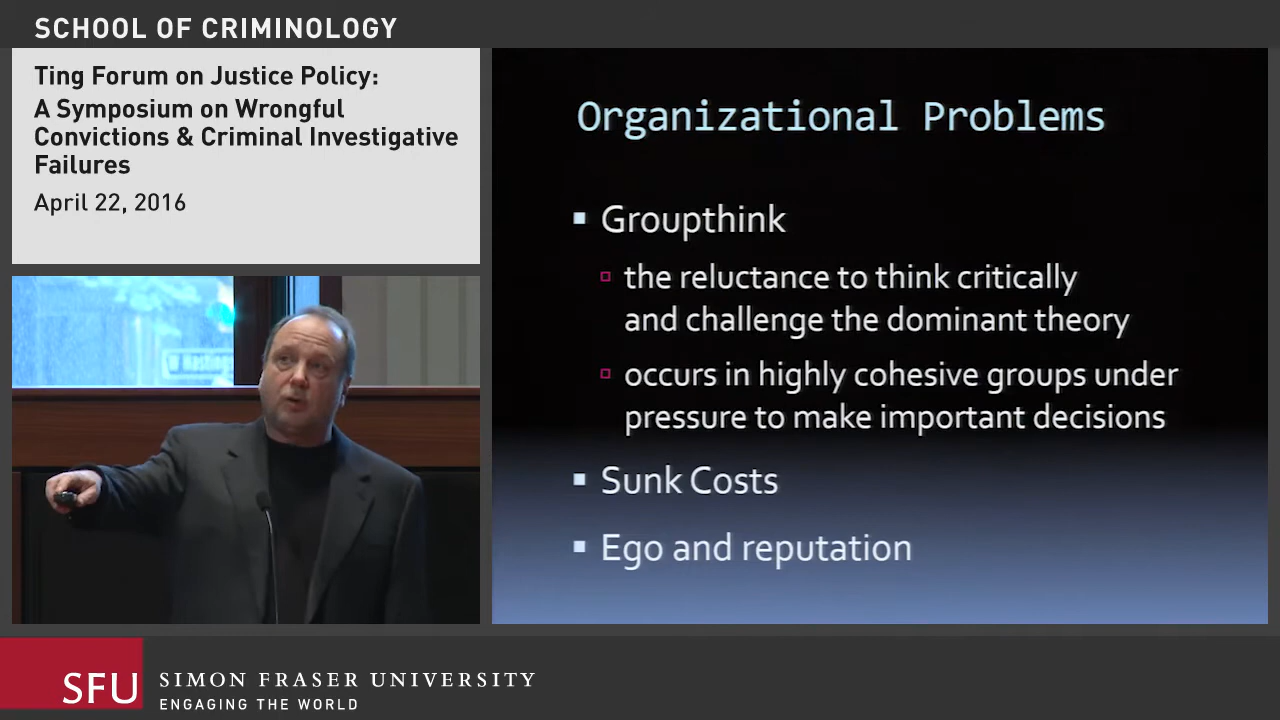 SCHOOL OF CRIMINOLOGY
Ting Forum on Justice Policy:
A Symposium on Wrongful
Convictions & Criminal Investigative
Failures
April 22, 2016
Organizational Problems
Groupthink
the reluctance to think critically
and challenge the dominant theory
occurs in highly cohesive groups under
pressure to make important decisions
Sunk Costs
Ego and reputation
W Hastings
SFU
SIMON FRASER UNIVERSITY
ENGAGING THE WORLD